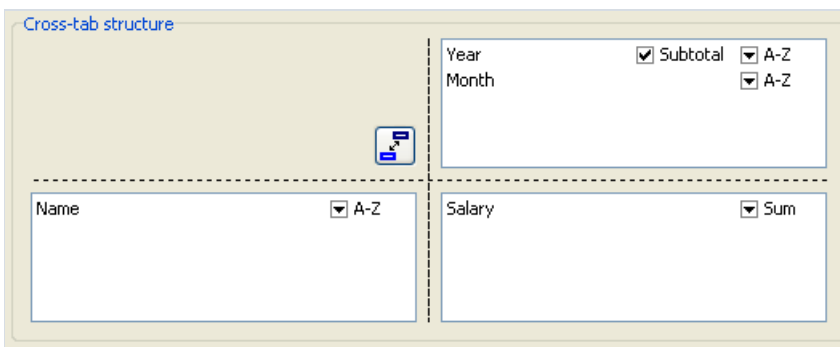 Cross-tab structure
Year Subtotal A-Z
Month A-Z
Name A-Z
Salary Sum